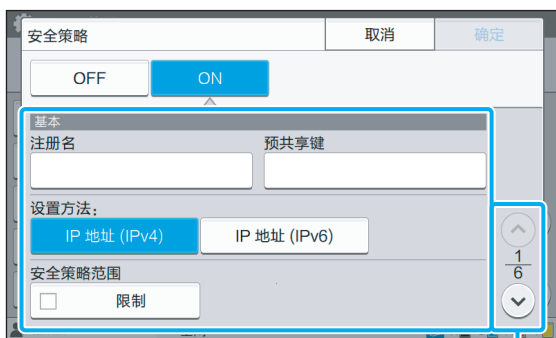 安全策略 取消 确定
OFF ON
基本
注册名 预共享键
设置方法：
IP 地址 (IPv4) IP 地址 (IPv6)
1
6
安全策略范围
限制